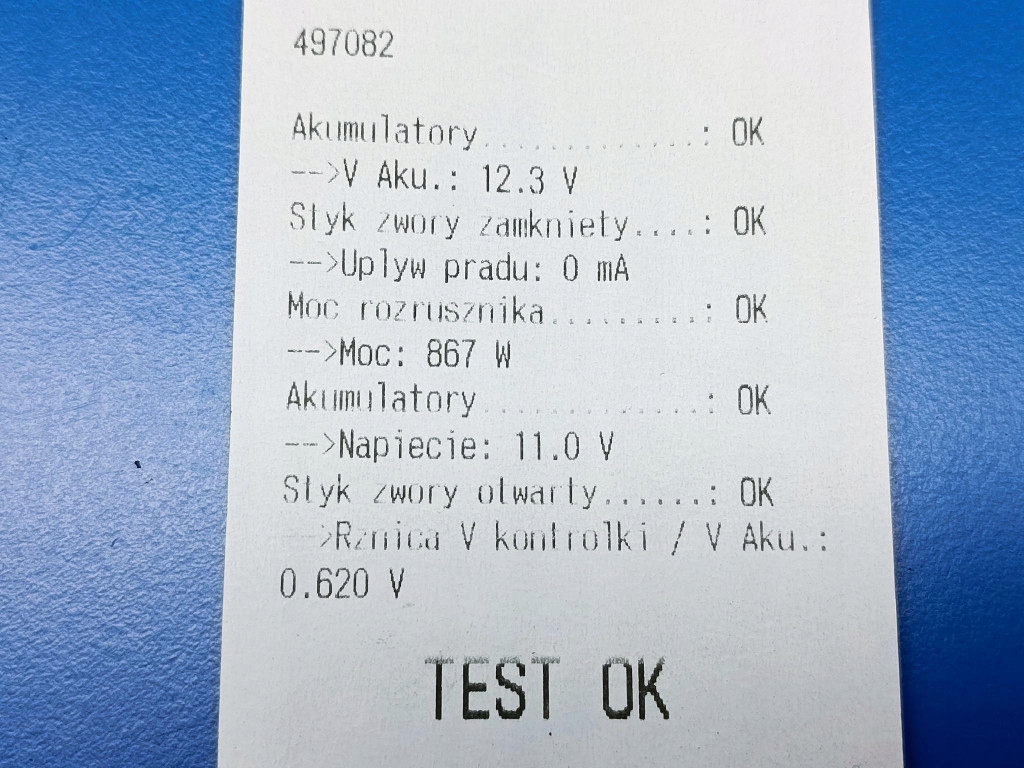 497082
Akumulatory..............: OK
-->V Aku.: 12.3 V
Styk zwory zamkniety....: OK
-->Uplyw pradu: 0 mA
Moc rozrusznika.........: OK
-->Moc: 867 W
Akumulatory.............: OK
-->Napiecie: 11.0 V
Styk zwory otwarty......: OK
-->Rznica V kontrolki / V Aku.:
0.620 V
TEST OK